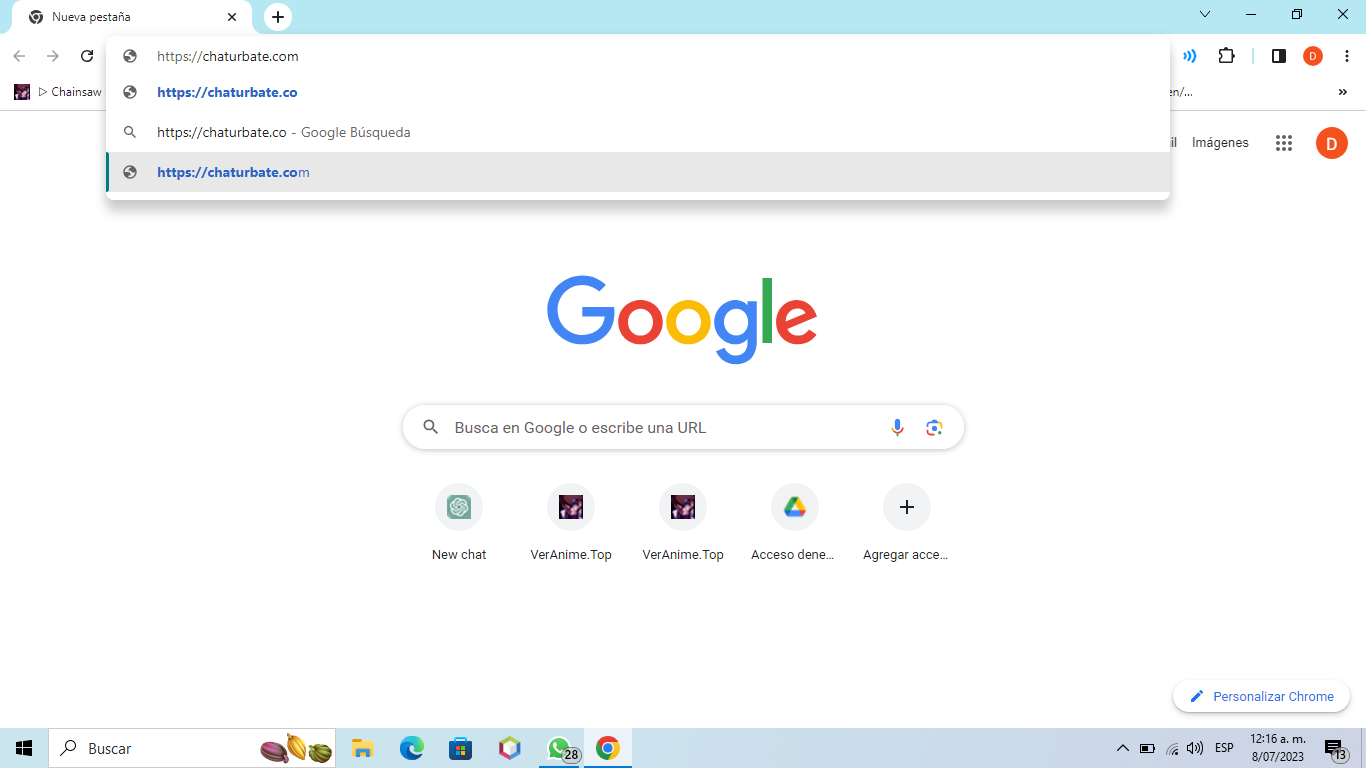 Nueva pestaña
https://chaturbate.com
https://chaturbate.co
https://chaturbate.co - Google Búsqueda
https://chaturbate.com
D
▷ Chainsaw
en/...
»
il Imágenes
D
Google
Busca en Google o escribe una URL
New chat
VerAnime.Top
VerAnime.Top
Acceso dene...
Agregar acce...
Personalizar Chrome
Buscar
28
ESP
12:16 a. m.
8/07/2023
13